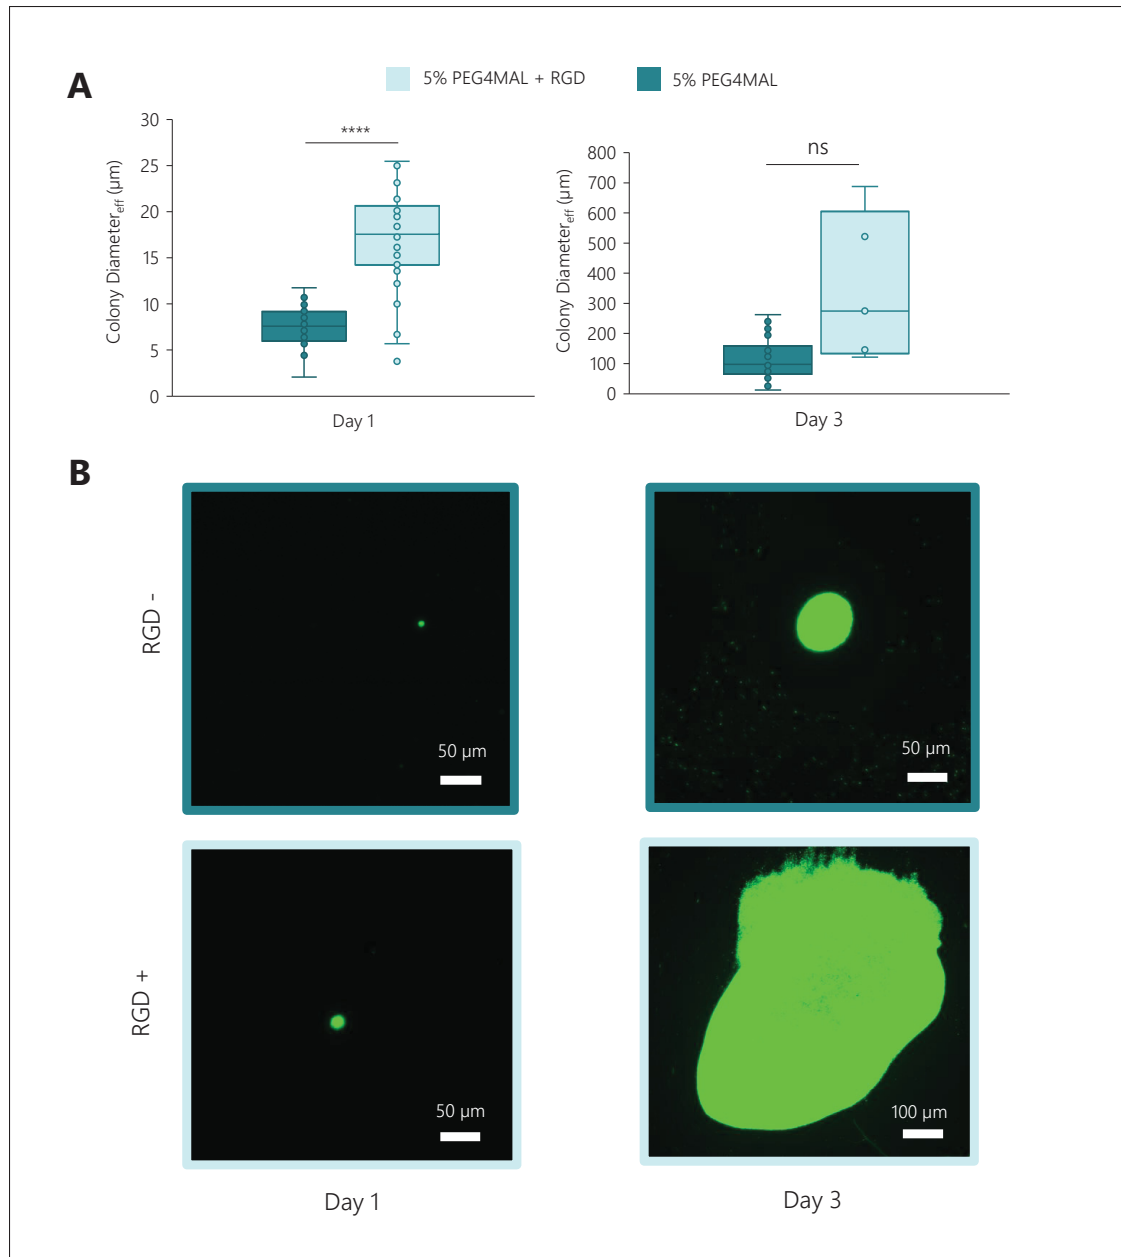 A
5% PEG4MAL + RGD
5% PEG4MAL
Colony Diametereff (µm)
30
25
20
15
10
5
0
****
Day 1
Colony Diametereff (µm)
800
700
600
500
400
300
200
100
0
ns
Day 3
B
RGD -
50 µm
50 µm
RGD +
50 µm
100 µm
Day 1
Day 3